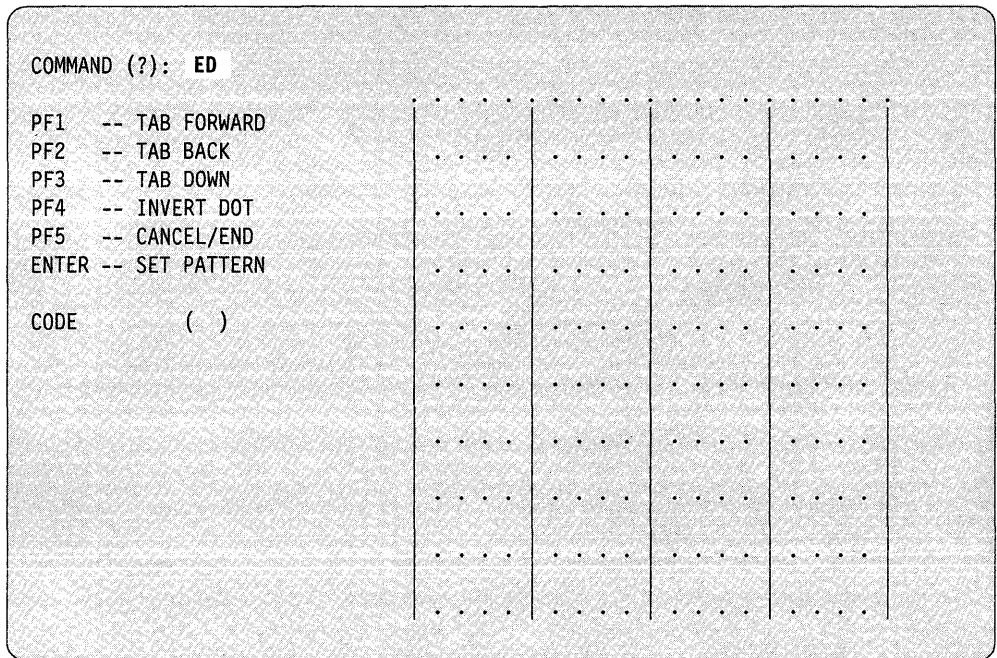 COMMAND (?): ED
PF1 -- TAB FORWARD
PF2 -- TAB BACK
PF3 -- TAB DOWN
PF4 -- INVERT DOT
PF5 -- CANCEL/END
ENTER -- SET PATTERN
CODE ( )